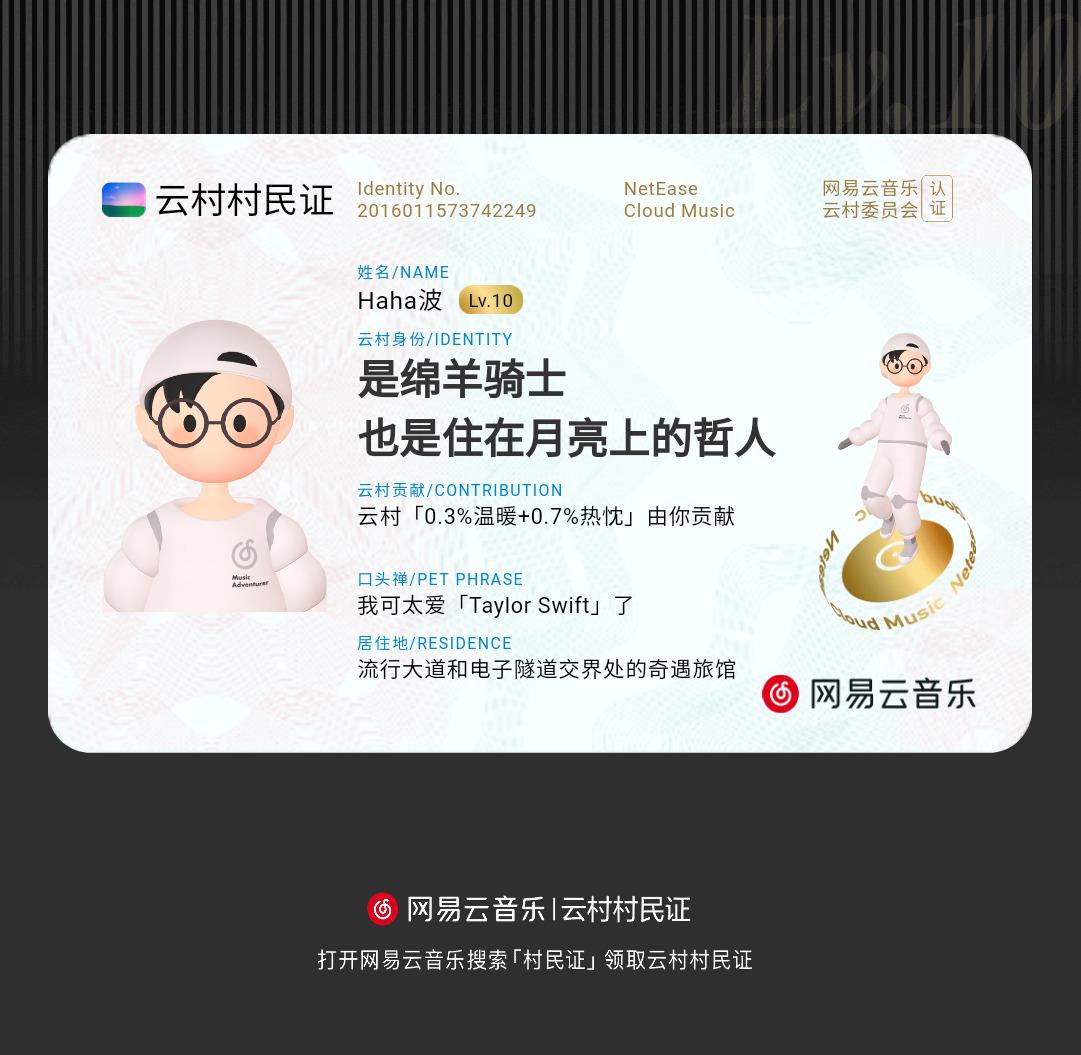 Lv.10
云村村民证
Identity No.
2016011573742249
NetEase
Cloud Music
网易云音乐
云村委员会
认证
姓名/NAME
Haha波 Lv.10
云村身份/IDENTITY
是绵羊骑士
也是住在月亮上的哲人
云村贡献/CONTRIBUTION
云村「0.3%温暖+0.7%热忱」由你贡献
口头禅/PET PHRASE
我可太爱「Taylor Swift」了
居住地/RESIDENCE
流行大道和电子隧道交界处的奇遇旅馆
Music
Adventurer
Cloud Music
网易云音乐
网易云音乐|云村村民证
打开网易云音乐搜索「村民证」领取云村村民证